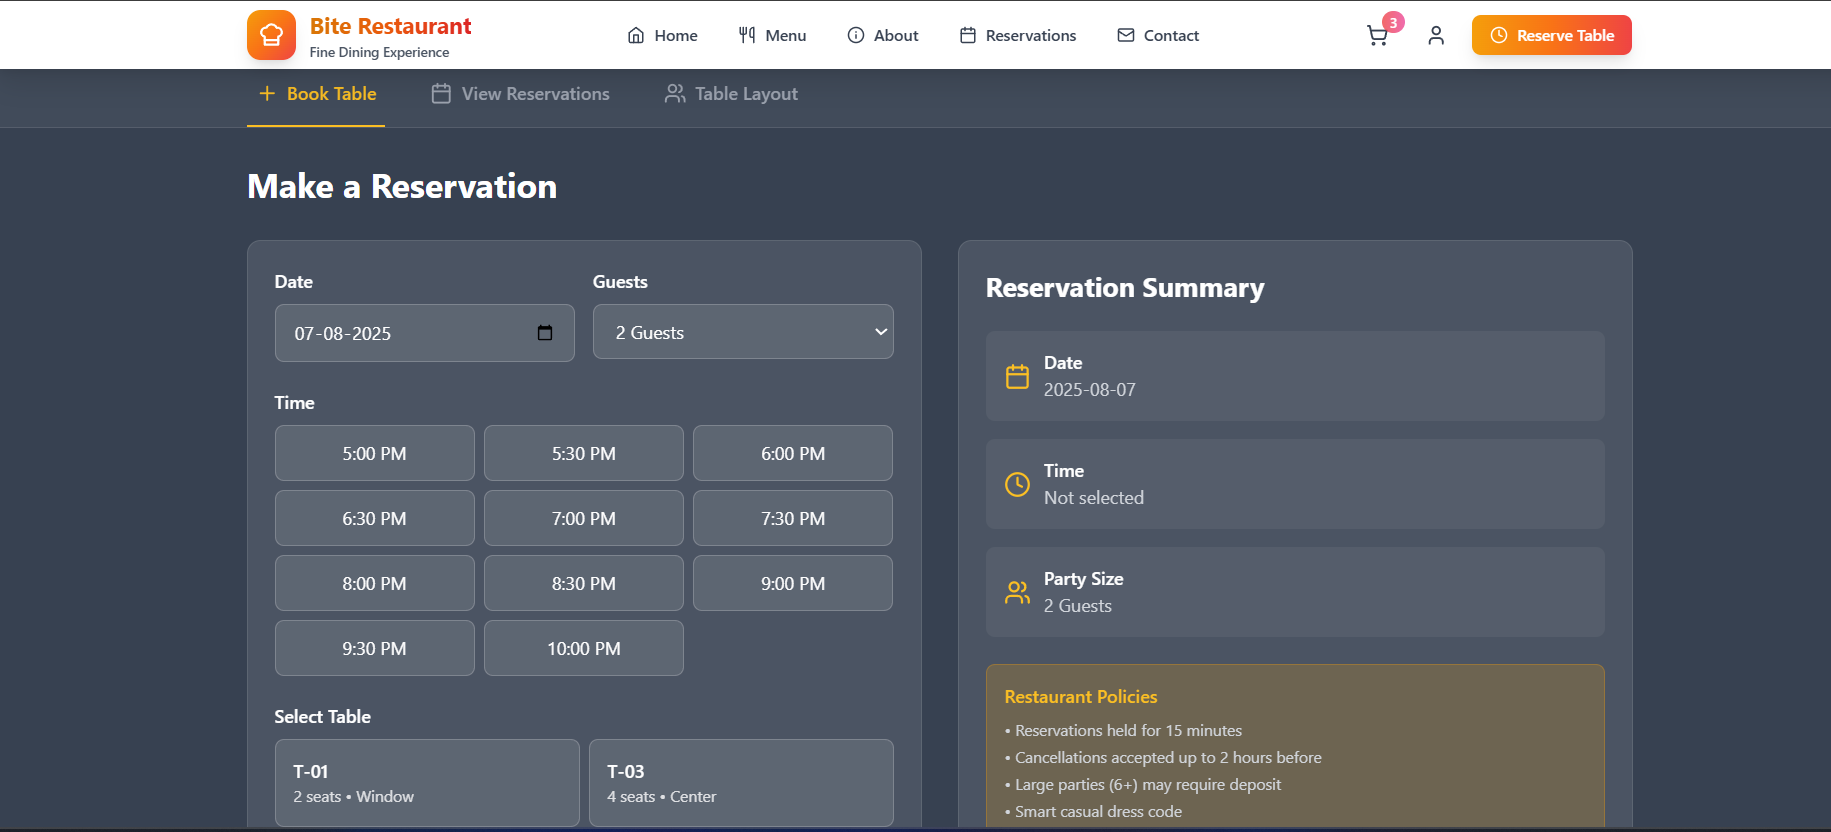 Bite Restaurant
Fine Dining Experience
Home
Menu
About
Reservations
Contact
3
Reserve Table
Book Table
View Reservations
Table Layout
Make a Reservation
Date
Guests
07-08-2025
2 Guests
Time
5:00 PM
5:30 PM
6:00 PM
6:30 PM
7:00 PM
7:30 PM
8:00 PM
8:30 PM
9:00 PM
9:30 PM
10:00 PM
Select Table
T-01
2 seats • Window
T-03
4 seats • Center
Reservation Summary
Date
2025-08-07
Time
Not selected
Party Size
2 Guests
Restaurant Policies
• Reservations held for 15 minutes
• Cancellations accepted up to 2 hours before
• Large parties (6+) may require deposit
• Smart casual dress code